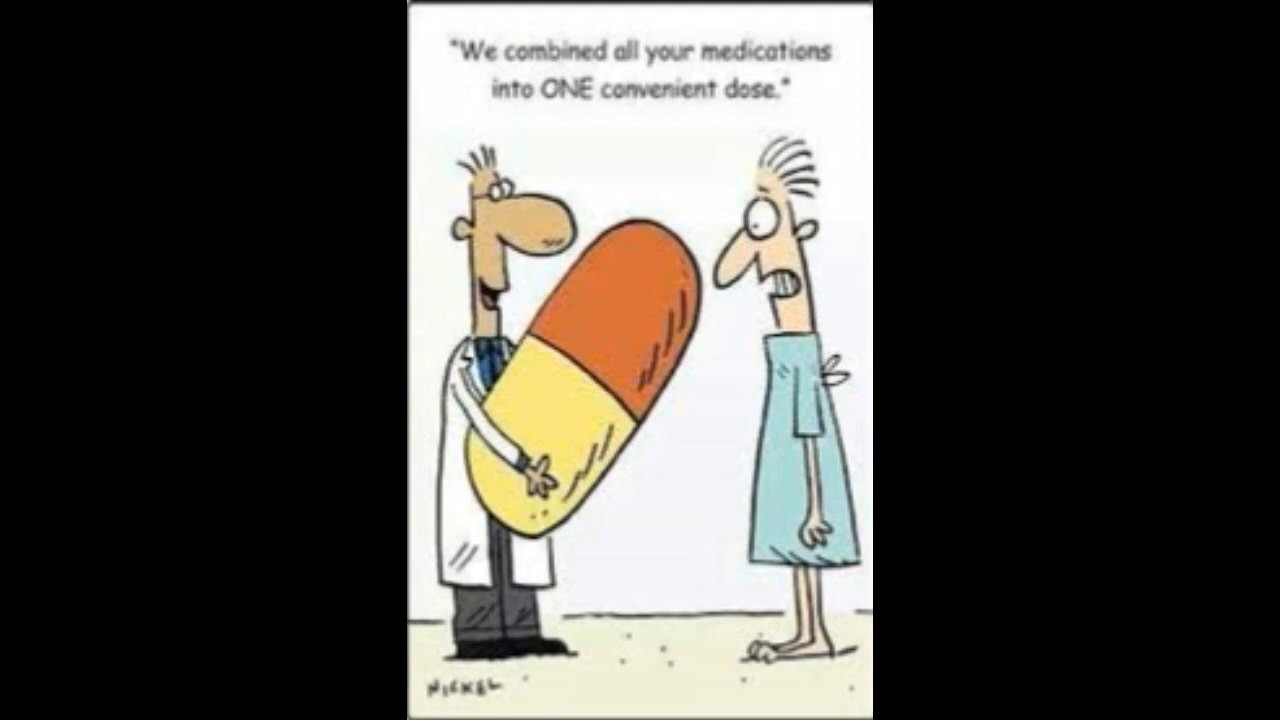 "We combined all your medications
into ONE convenient dose."
NICKEL